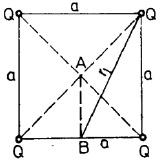 Q a Q
A
a r₁ a
Q B a Q